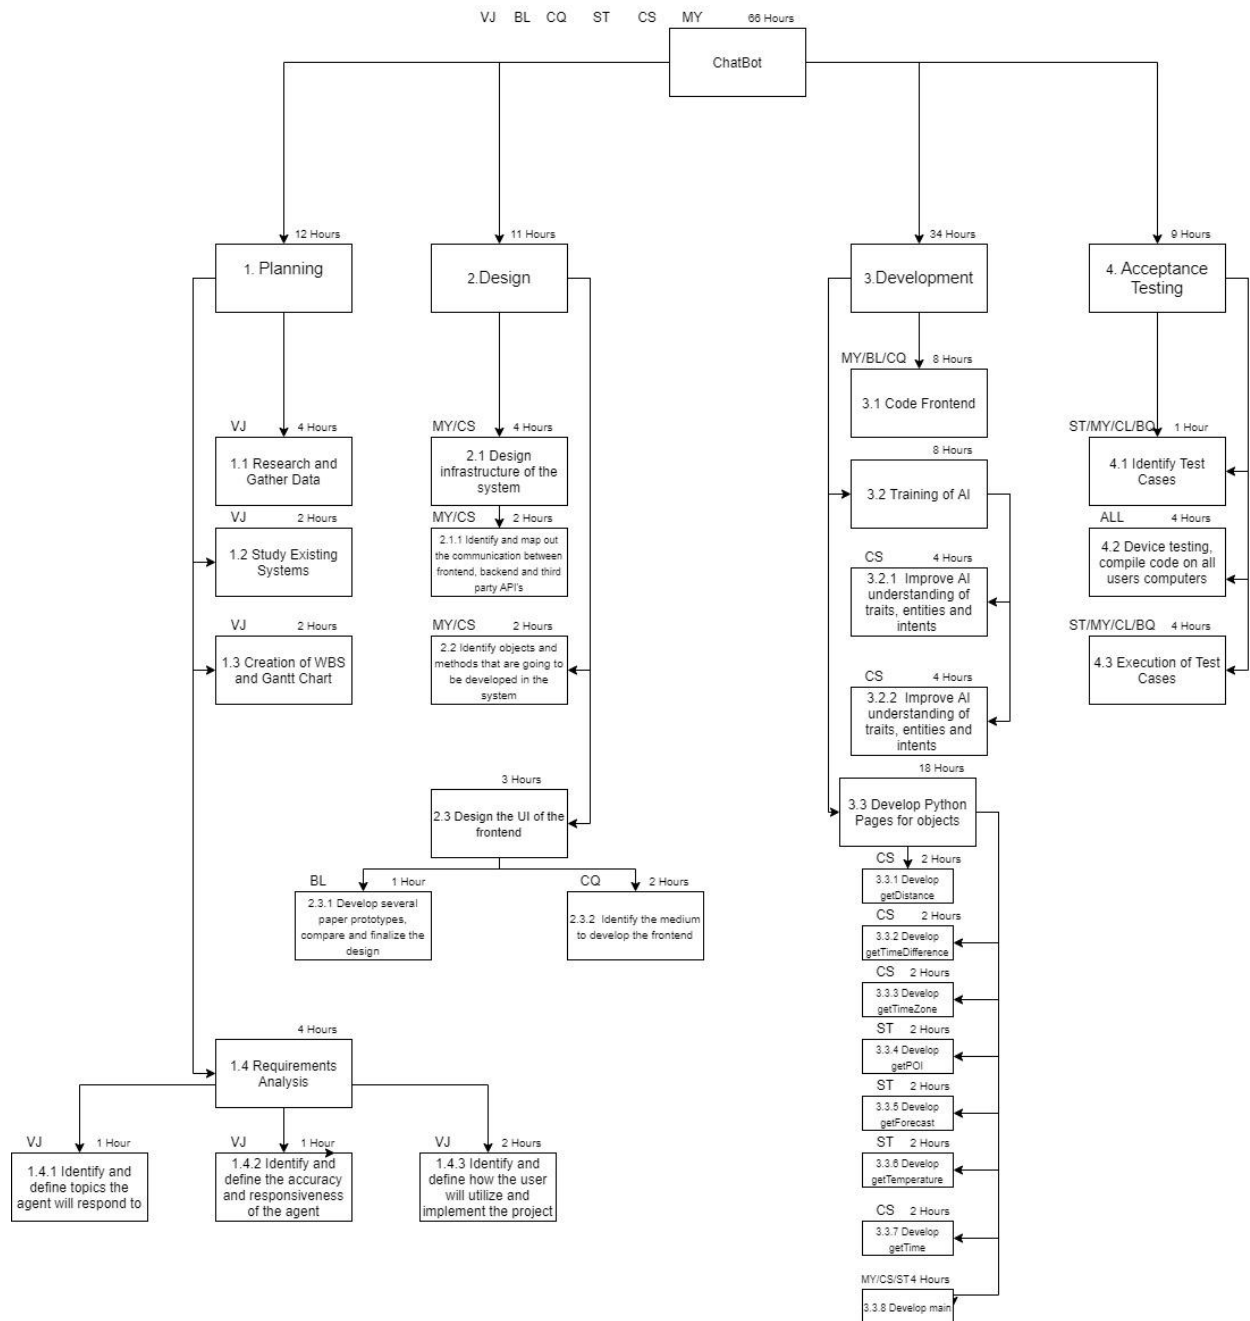 VJ BL CQ ST CS MY 66 Hours
ChatBot
12 Hours
1. Planning
11 Hours
2.Design
34 Hours
3.Development
9 Hours
4. Acceptance
Testing
VJ 4 Hours
1.1 Research and
Gather Data
VJ 2 Hours
1.2 Study Existing
Systems
VJ 2 Hours
1.3 Creation of WBS
and Gantt Chart
4 Hours
1.4 Requirements
Analysis
VJ 1 Hour
1.4.1 Identify and
define topics the
agent will respond to
VJ 1 Hour
1.4.2 Identify and
define the accuracy
and responsiveness
of the agent
VJ 2 Hours
1.4.3 Identify and
define how the user
will utilize and
implement the project
MY/CS 4 Hours
2.1 Design
infrastructure of the
system
MY/CS 2 Hours
2.1.1 Identify and map out
the communication between
frontend, backend and third
party API's
MY/CS 2 Hours
2.2 Identify objects and
methods that are going to
be developed in the
system
3 Hours
2.3 Design the UI of the
frontend
BL 1 Hour
2.3.1 Develop several
paper prototypes,
compare and finalize the
design
CQ 2 Hours
2.3.2 Identify the medium
to develop the frontend
MY/BL/CQ 8 Hours
3.1 Code Frontend
8 Hours
3.2 Training of AI
CS 4 Hours
3.2.1 Improve AI
understanding of
traits, entities and
intents
CS 4 Hours
3.2.2 Improve AI
understanding of
traits, entities and
intents
18 Hours
3.3 Develop Python
Pages for objects
CS 2 Hours
3.3.1 Develop
getDistance
CS 2 Hours
3.3.2 Develop
getTimeDifference
CS 2 Hours
3.3.3 Develop
getTimeZone
ST 2 Hours
3.3.4 Develop
getPOI
ST 2 Hours
3.3.5 Develop
getForecast
ST 2 Hours
3.3.6 Develop
getTemperature
CS 2 Hours
3.3.7 Develop
getTime
MY/CS/ST 4 Hours
3.3.8 Develop main
ST/MY/CL/BQ 1 Hour
4.1 Identify Test
Cases
ALL 4 Hours
4.2 Device testing,
compile code on all
users computers
ST/MY/CL/BQ 4 Hours
4.3 Execution of Test
Cases